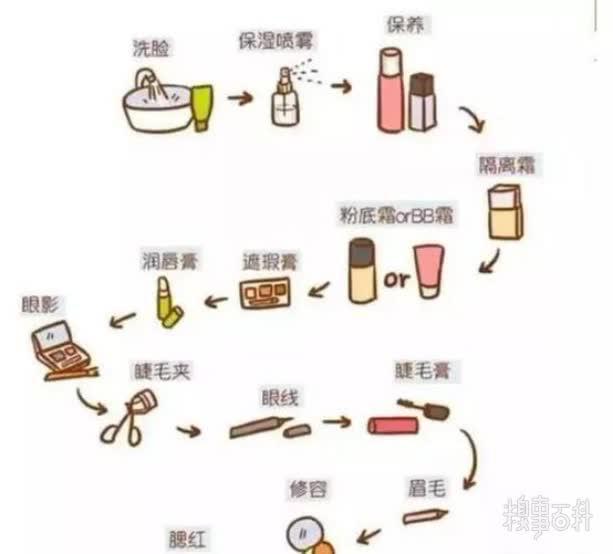 洗脸
保湿喷雾
保养
隔离霜
粉底霜orBB霜
or
遮瑕膏
润唇膏
眼影
睫毛夹
眼线
睫毛膏
眉毛
修容
腮红
糗事百科